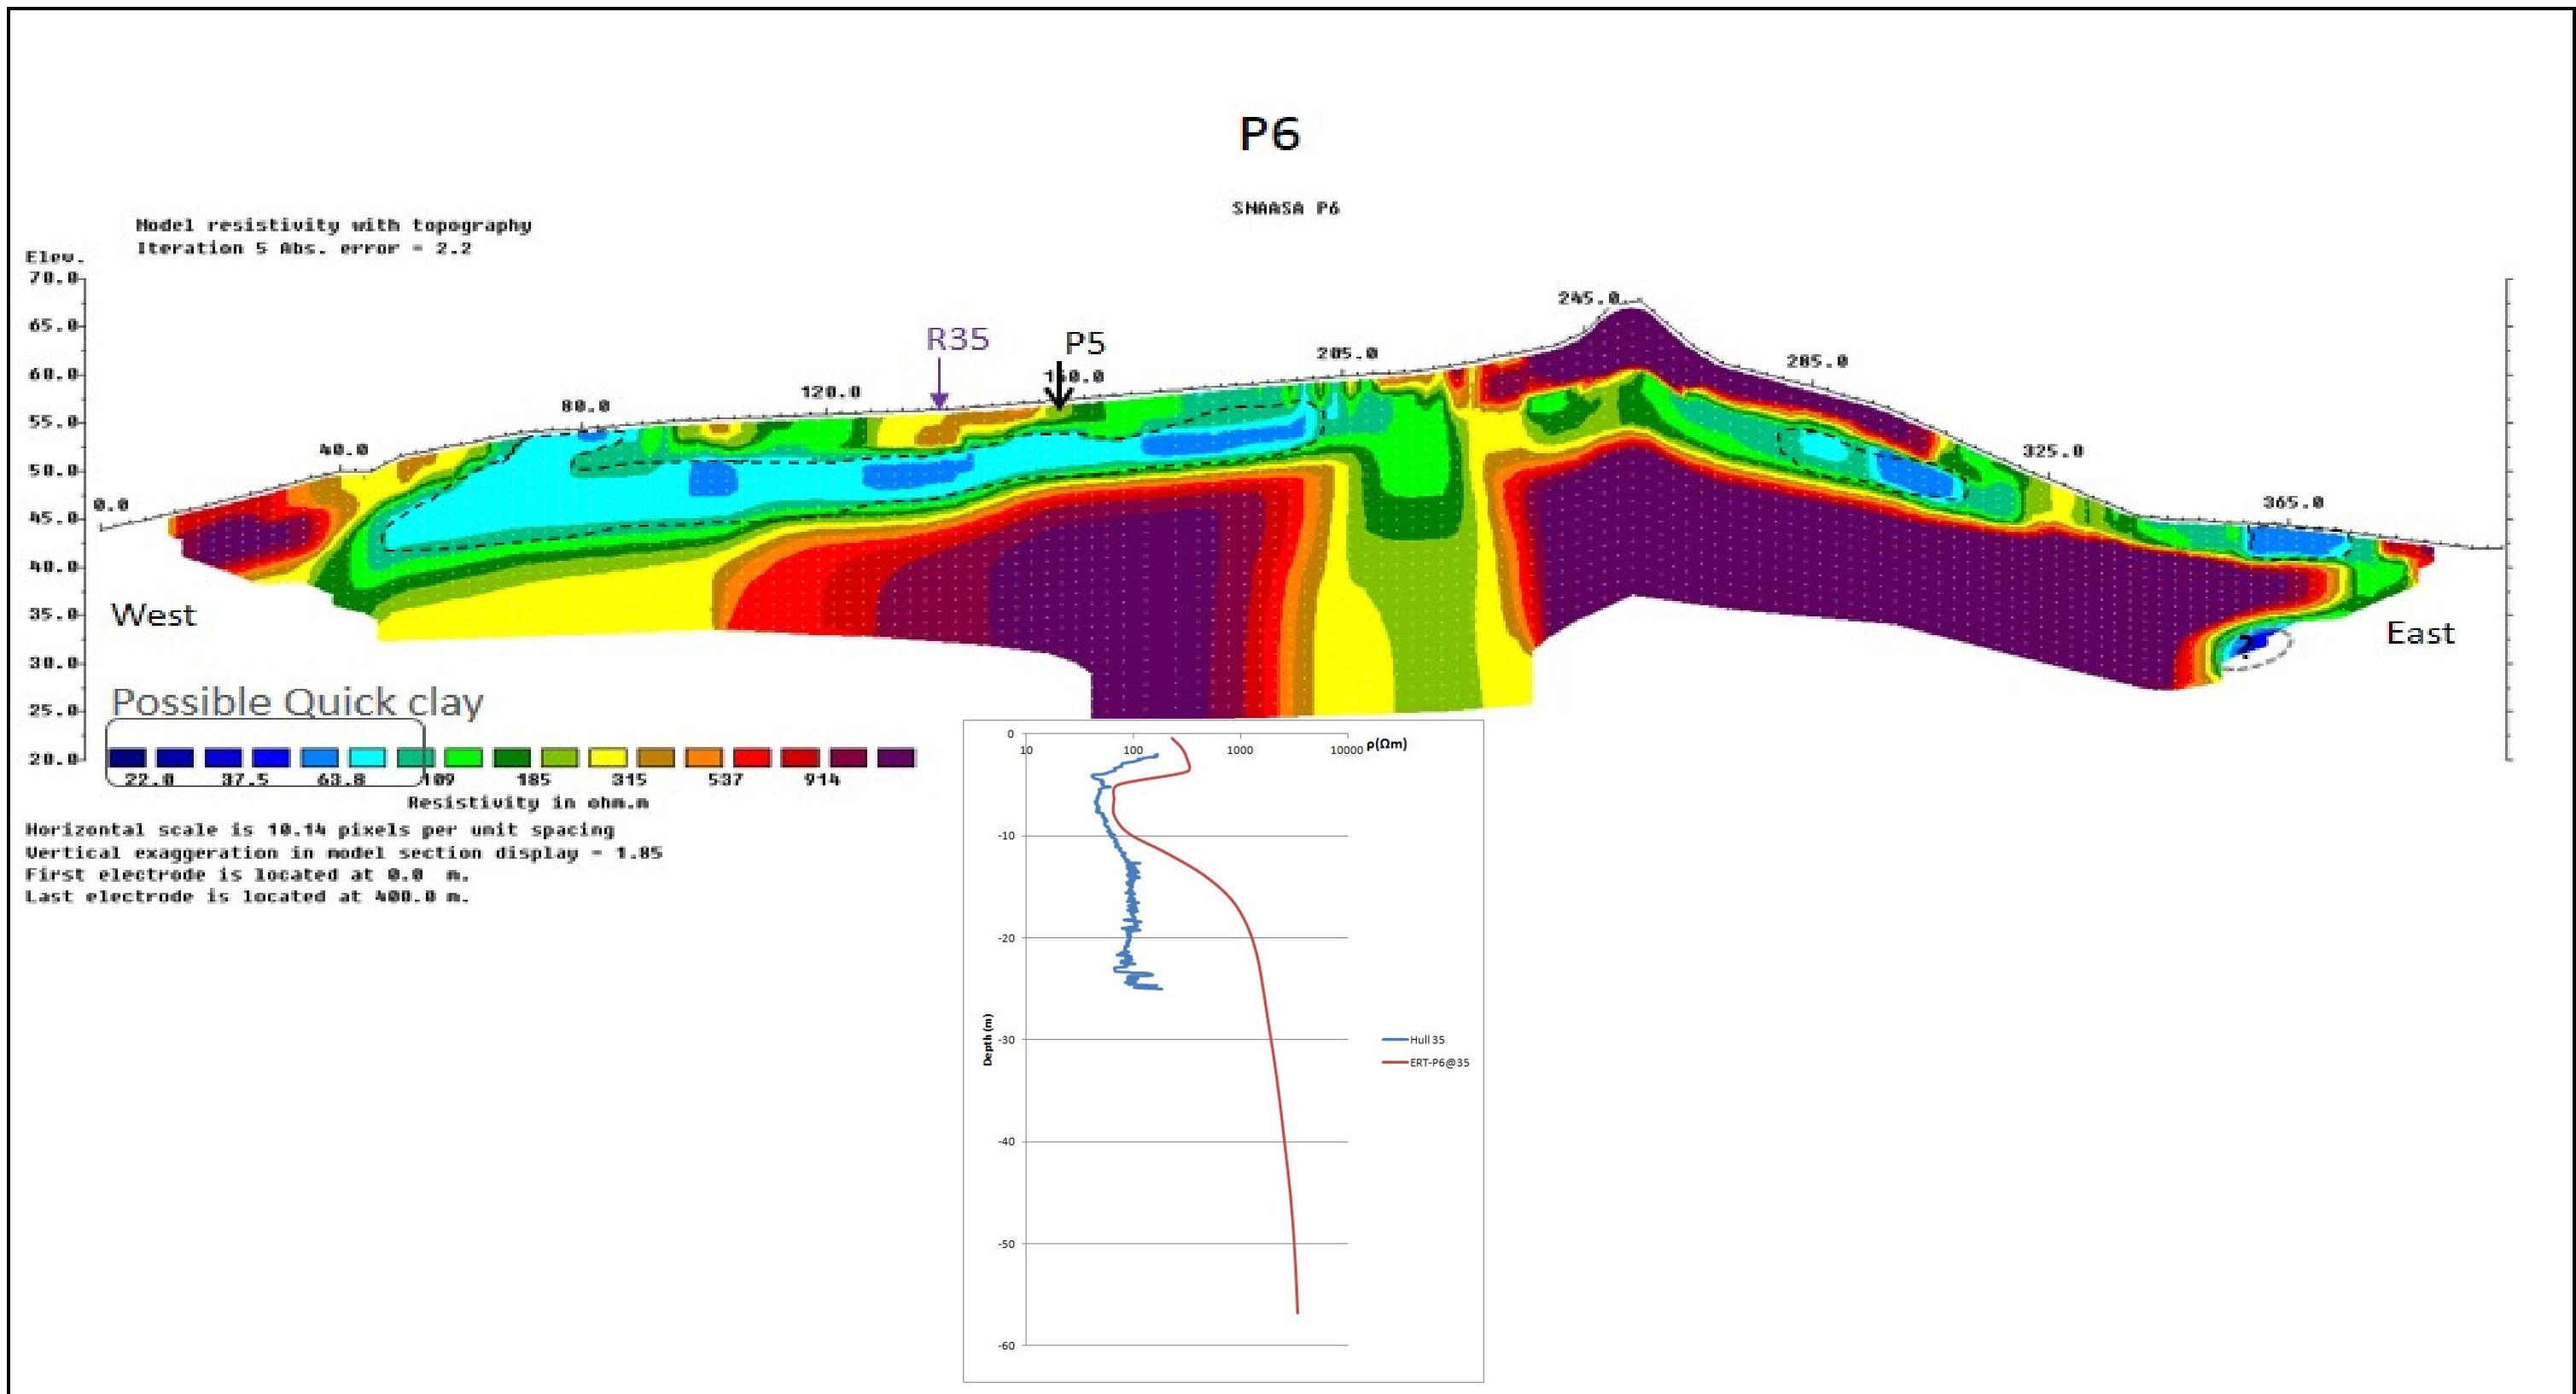 P6
SNAASA P6
Model resistivity with topography
Iteration 5 Abs. error = 2.2
Elev.
70.0
65.0
60.0
55.0
50.0
45.0
40.0
35.0
30.0
25.0
20.0
0.0
40.0
80.0
120.0
R35
P5
160.0
205.0
245.0
285.0
325.0
365.0
West
East
?
Possible Quick clay
22.0 37.5 63.8 109 185 315 537 914
Resistivity in ohm.m
Horizontal scale is 10.14 pixels per unit spacing
Vertical exaggeration in model section display = 1.85
First electrode is located at 0.0 m.
Last electrode is located at 400.0 m.
0
10 100 1000 10000 ρ(Ωm)
-10
-20
-30
-40
-50
-60
Depth (m)
Hull 35
ERT-P6@35